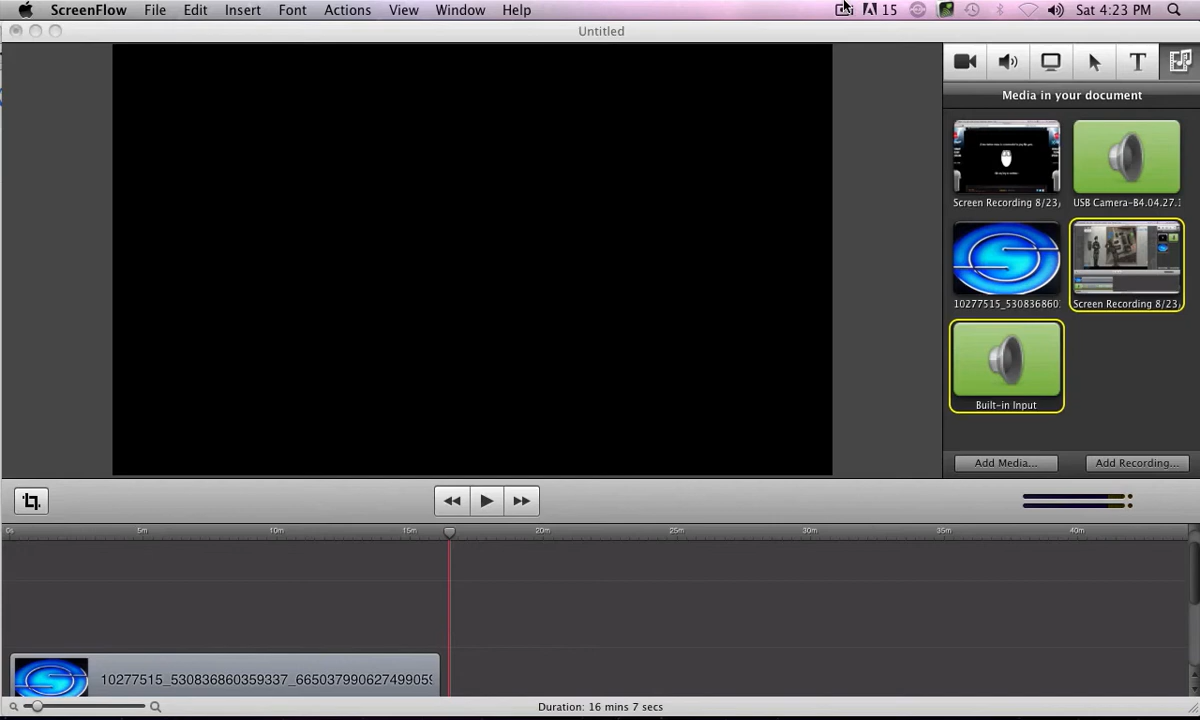 ScreenFlow File Edit Insert Font Actions View Window Help 15 Sat 4:23 PM
Untitled
Media in your document
Screen Recording 8/23/
USB Camera-B4.04.27.
10277515_530836860
Screen Recording 8/23
Built-in Input
Add Media...
Add Recording...
0s 5m 10m 15m 20m 25m 30m 35m 40m
10277515_530836860359337_665037990627499059
Duration: 16 mins 7 secs